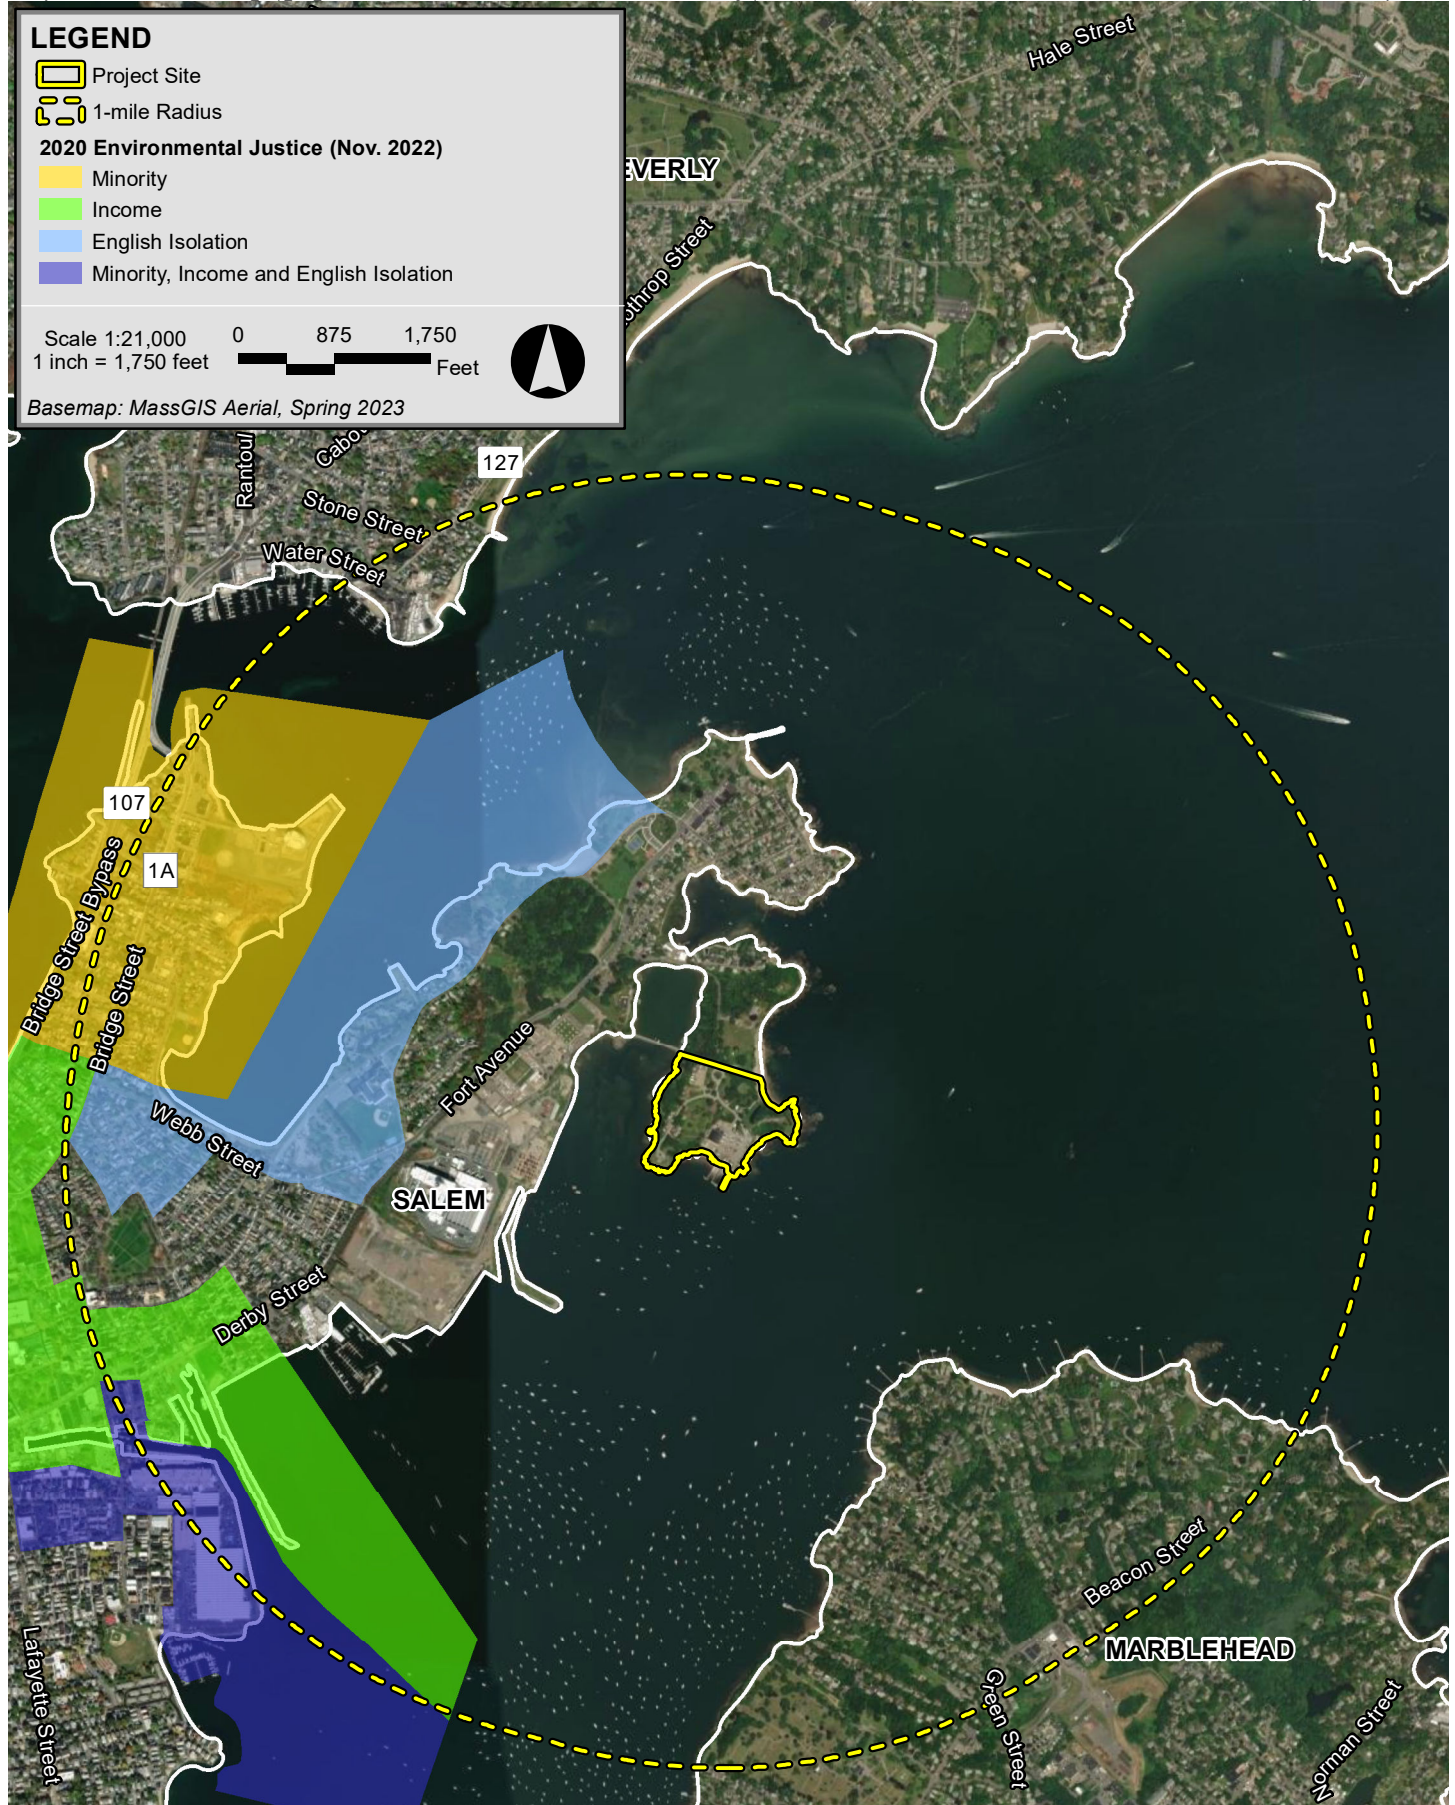 LEGEND
Project Site
1-mile Radius
2020 Environmental Justice (Nov. 2022)
Minority
Income
English Isolation
Minority, Income and English Isolation
Scale 1:21,000
1 inch = 1,750 feet
0 875 1,750
Feet
Basemap: MassGIS Aerial, Spring 2023
Hale Street
EVERLY
othrop Street
Rantoul
Cabot
127
Stone Street
Water Street
107
1A
Bridge Street Bypass
Bridge Street
Webb Street
Fort Avenue
SALEM
Derby Street
Lafayette Street
Beacon Street
MARBLEHEAD
Green Street
Norman Street